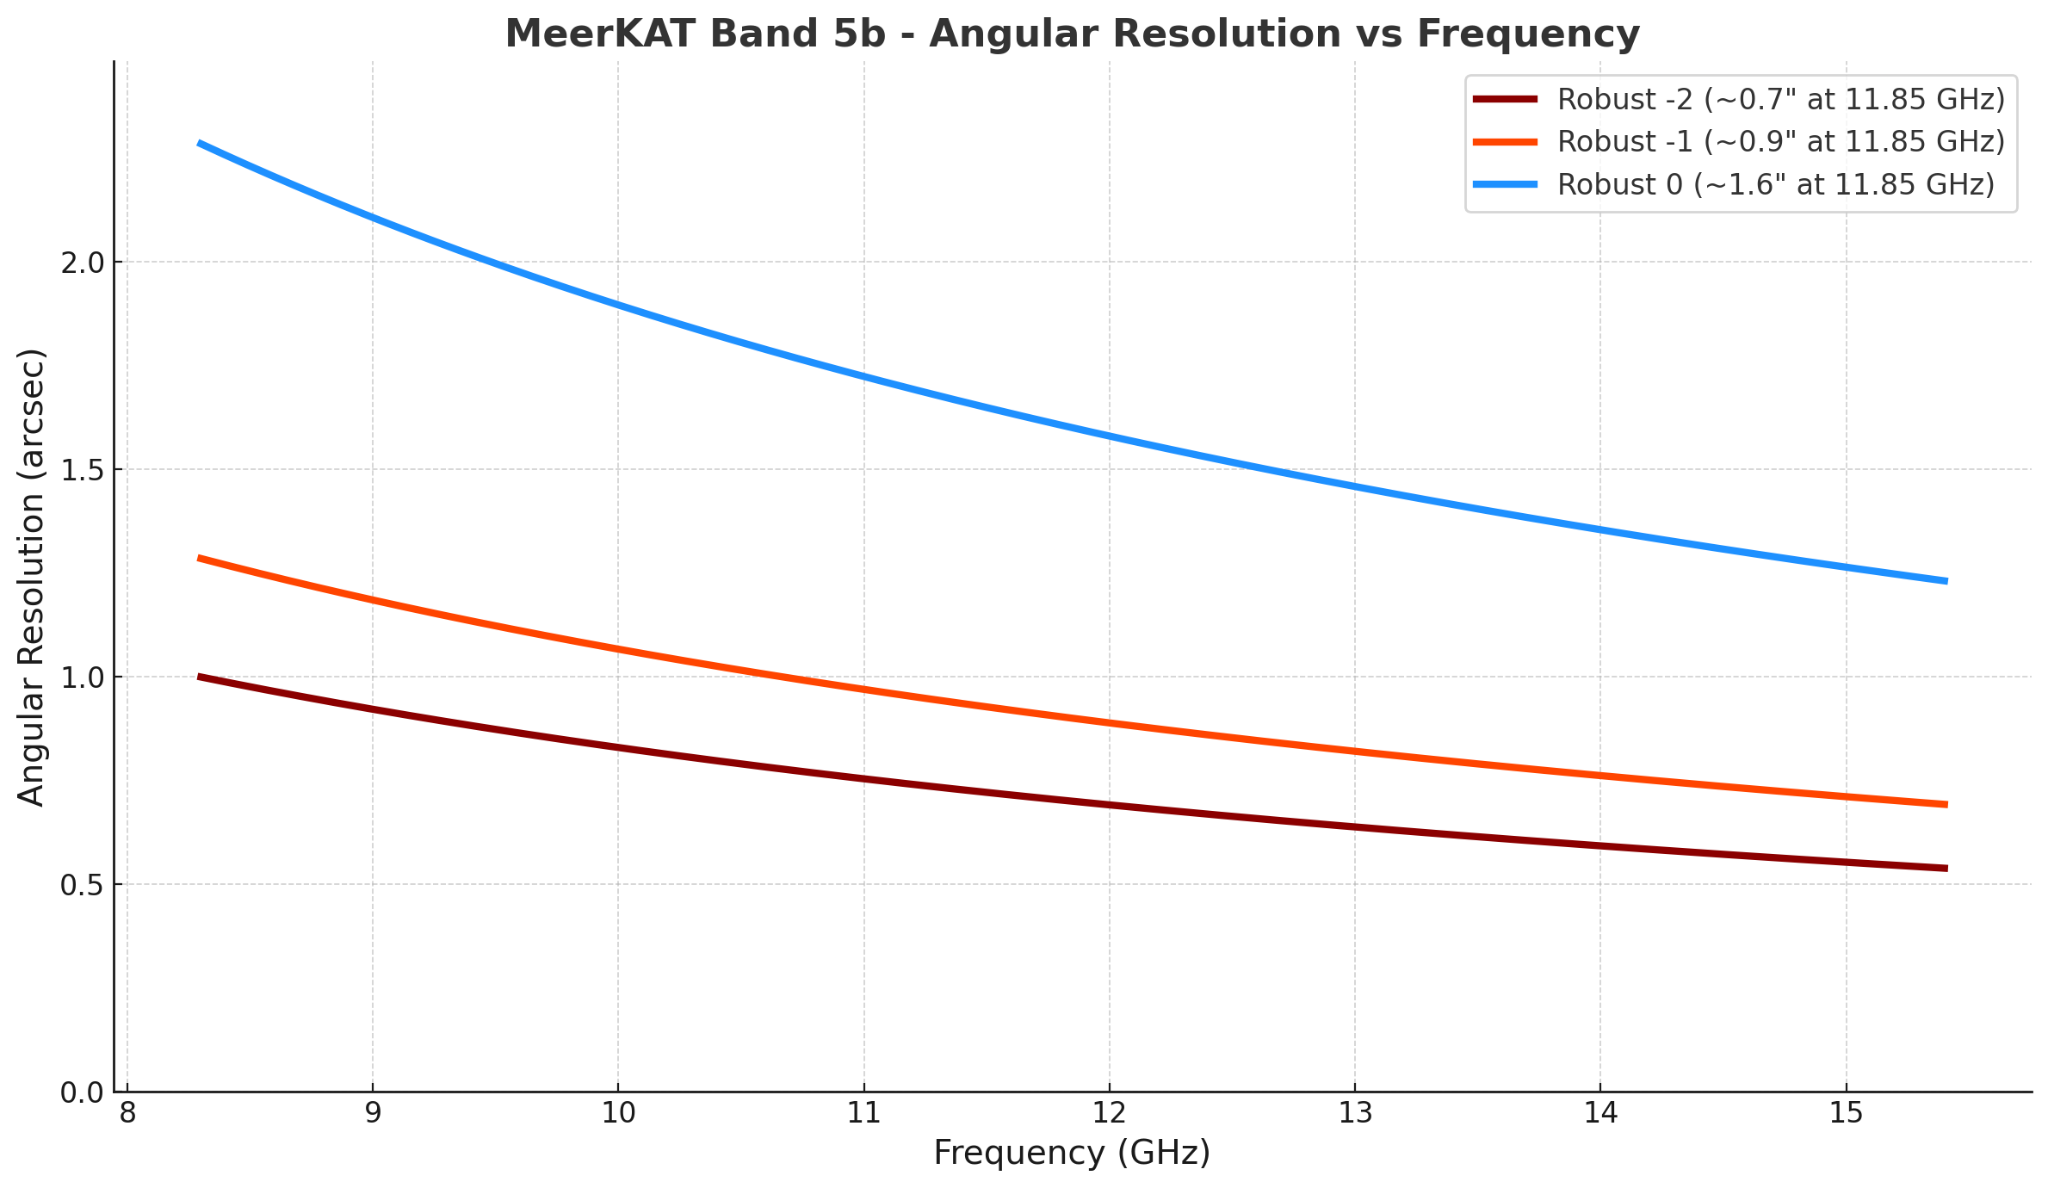 MeerKAT Band 5b - Angular Resolution vs Frequency
Robust -2 (~0.7" at 11.85 GHz)
Robust -1 (~0.9" at 11.85 GHz)
Robust 0 (~1.6" at 11.85 GHz)
Angular Resolution (arcsec)
2.0
1.5
1.0
0.5
0.0
8 9 10 11 12 13 14 15
Frequency (GHz)